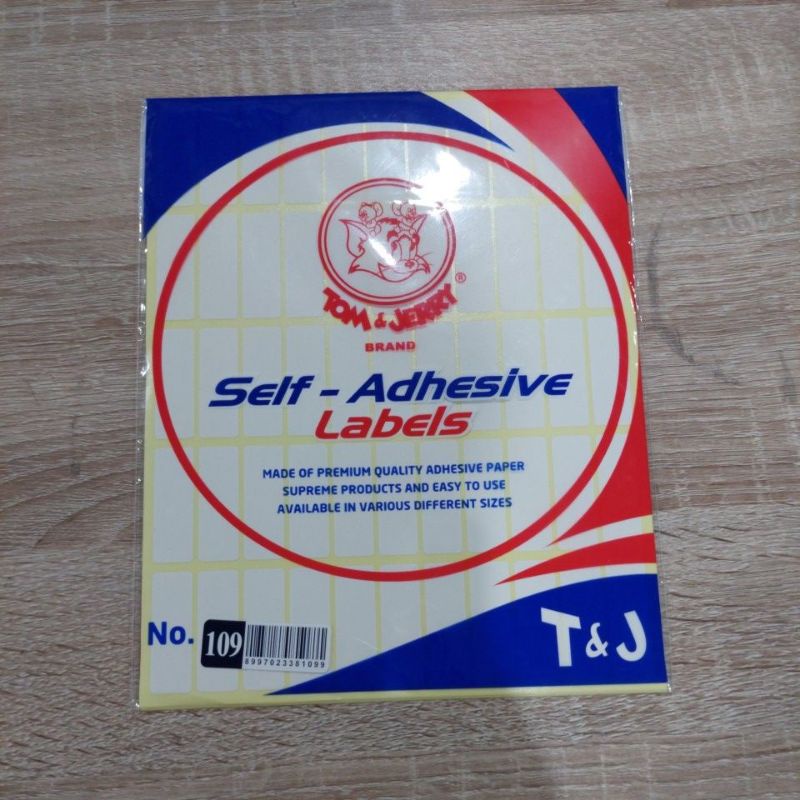 TOM & JERRY ®
BRAND
Self - Adhesive
Labels
MADE OF PREMIUM QUALITY ADHESIVE PAPER
SUPREME PRODUCTS AND EASY TO USE
AVAILABLE IN VARIOUS DIFFERENT SIZES
No. 109
8997023381099
T&J